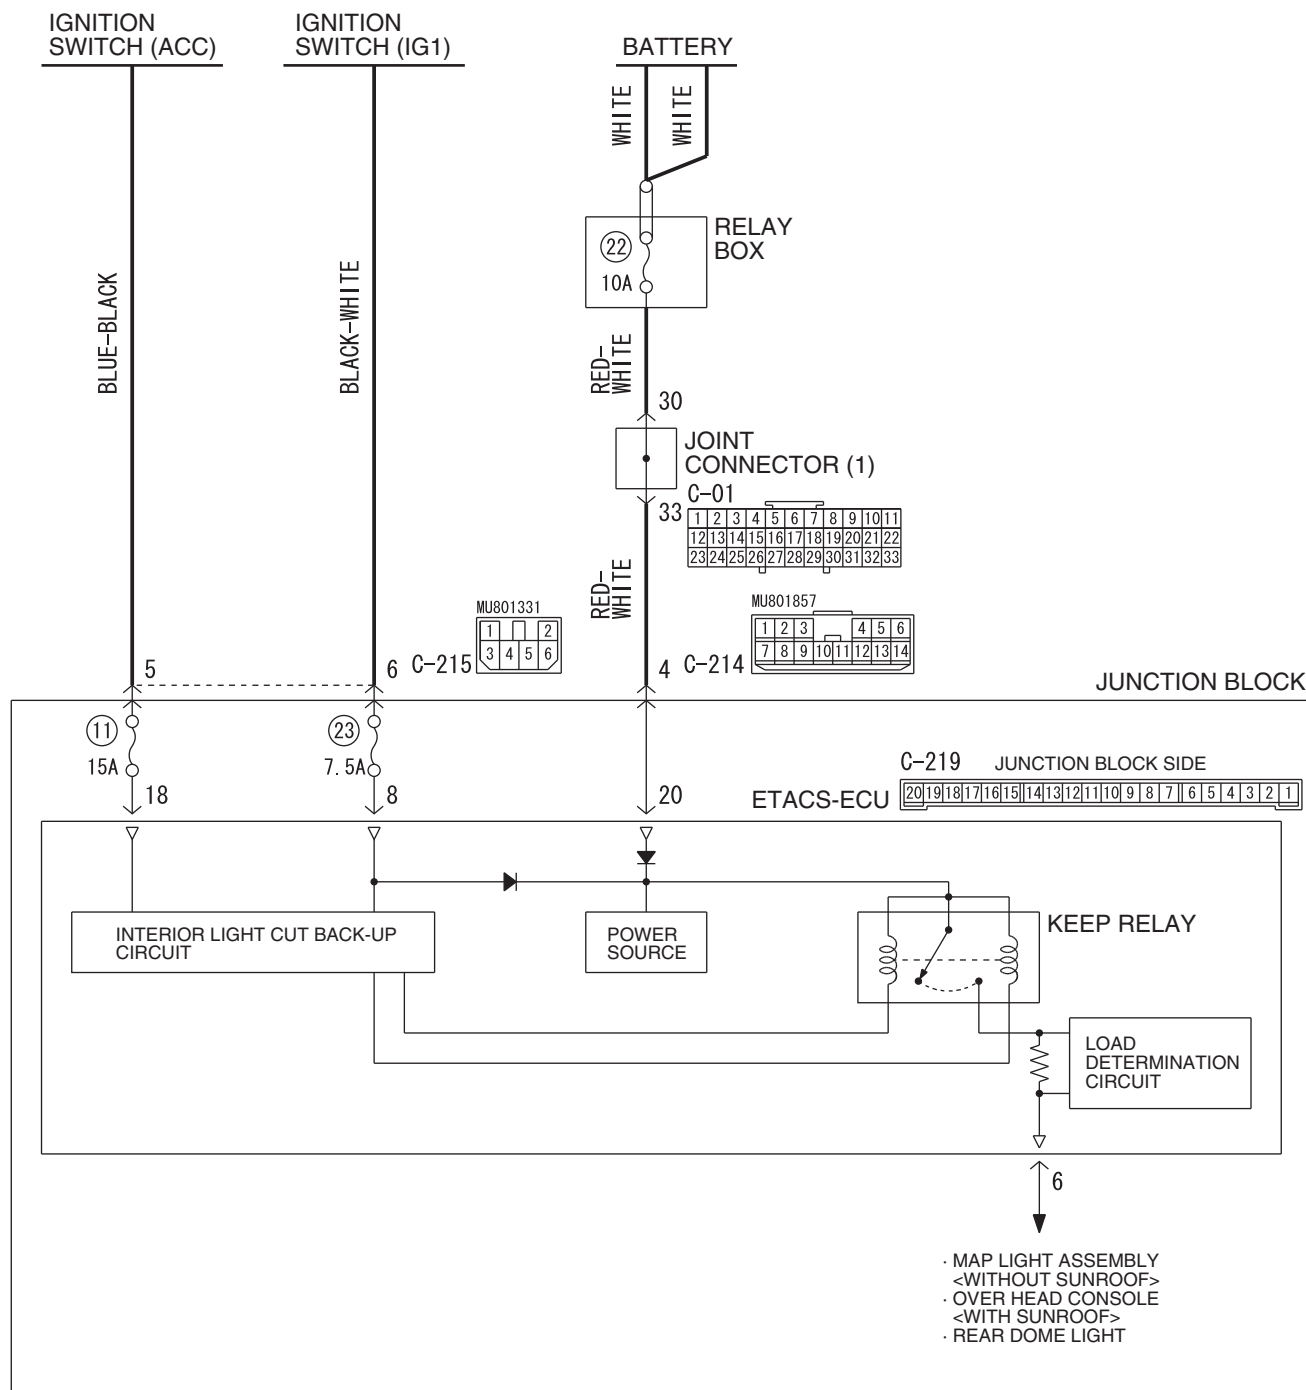 IGNITION
SWITCH (ACC)
IGNITION
SWITCH (IG1)
BATTERY
WHITE
WHITE
RELAY
BOX
22
10A
BLUE-BLACK
BLACK-WHITE
RED-
WHITE
30
JOINT
CONNECTOR (1)
C-01
33
1 2 3 4 5 6 7 8 9 10 11
12 13 14 15 16 17 18 19 20 21 22
23 24 25 26 27 28 29 30 31 32 33
RED-
WHITE
MU801331
1 2
3 4 5 6
C-215
MU801857
1 2 3 4 5 6
7 8 9 10 11 12 13 14
C-214
5
6
4
JUNCTION BLOCK
11
15A
23
7.5A
18
8
20
C-219 JUNCTION BLOCK SIDE
ETACS-ECU
20 19 18 17 16 15 14 13 12 11 10 9 8 7 6 5 4 3 2 1
INTERIOR LIGHT CUT BACK-UP
CIRCUIT
POWER
SOURCE
KEEP RELAY
LOAD
DETERMINATION
CIRCUIT
6
· MAP LIGHT ASSEMBLY
<WITHOUT SUNROOF>
· OVER HEAD CONSOLE
<WITH SUNROOF>
· REAR DOME LIGHT